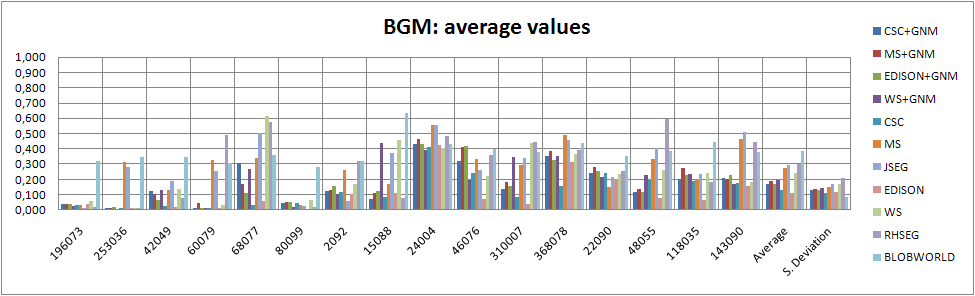 BGM: average values
1,000
0,900
0,800
0,700
0,600
0,500
0,400
0,300
0,200
0,100
0,000
196073
253036
42049
60079
68077
80099
2092
15088
24004
46076
310007
368078
22090
48055
118035
143090
Average
S. Deviation
CSC+GNM
MS+GNM
EDISON+GNM
WS+GNM
CSC
MS
JSEG
EDISON
WS
RHSEG
BLOBWORLD